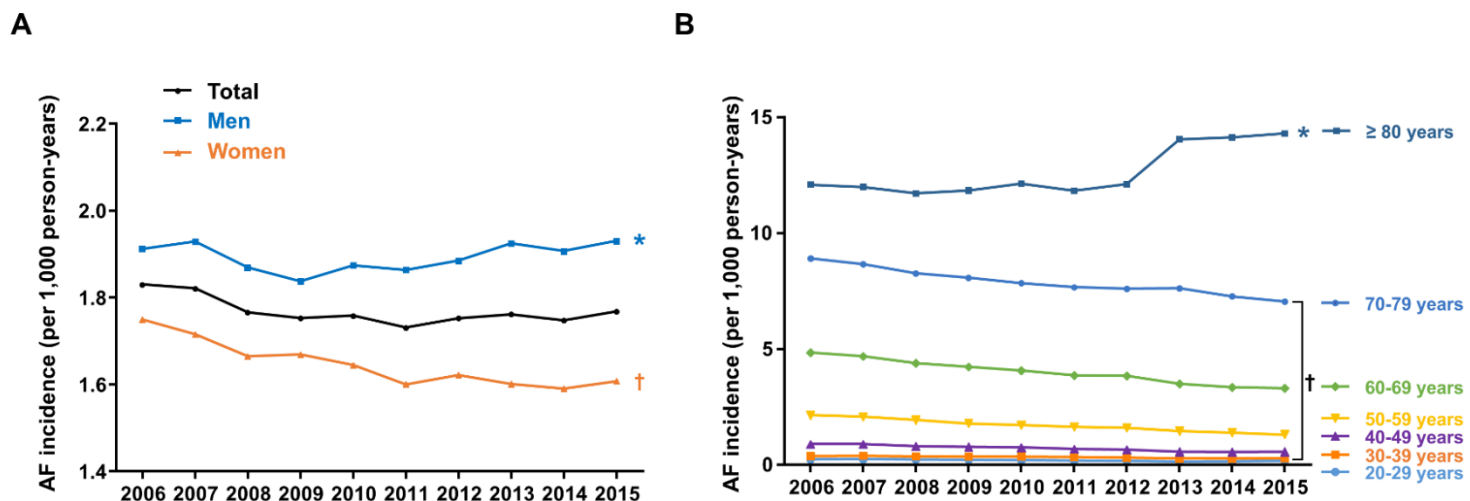 A
AF incidence (per 1,000 person-years)
Total
Men
Women
2.2
2.0
1.8
1.6
1.4
*
†
2006 2007 2008 2009 2010 2011 2012 2013 2014 2015
B
AF incidence (per 1,000 person-years)
15
10
5
0
*
†
≥ 80 years
70-79 years
60-69 years
50-59 years
40-49 years
30-39 years
20-29 years
2006 2007 2008 2009 2010 2011 2012 2013 2014 2015